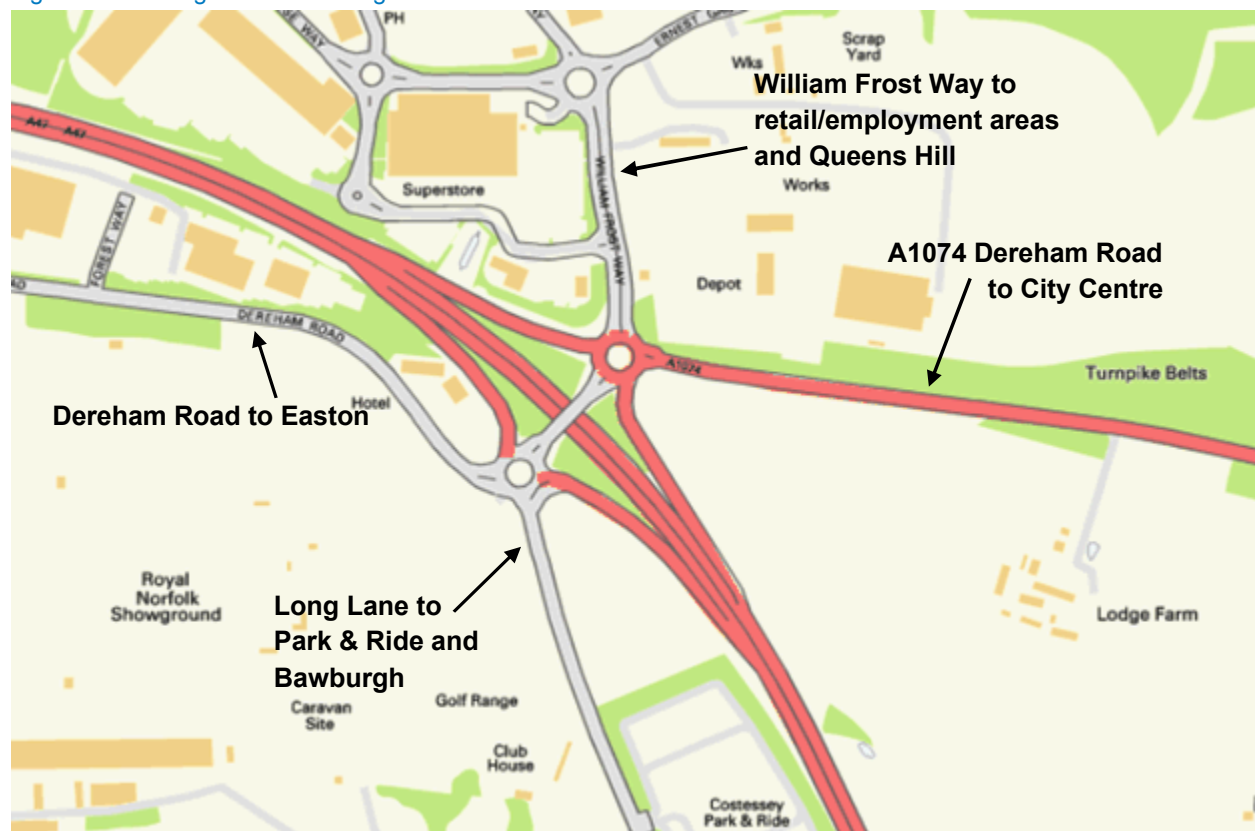 PH
ERNEST GA
Scrap
Yard
Wks
William Frost Way to
retail/employment areas
and Queens Hill
A47 A47
WILLIAM FROST WAY
Superstore
Works
FOREST WAY
A1074 Dereham Road
to City Centre
Depot
DEREHAM ROAD
A1074
Turnpike Belts
Dereham Road to Easton
Hotel
Royal
Norfolk
Showground
Long Lane to
Park & Ride and
Bawburgh
Lodge Farm
Golf Range
Caravan
Site
Club
House
Costessey
Park & Ride